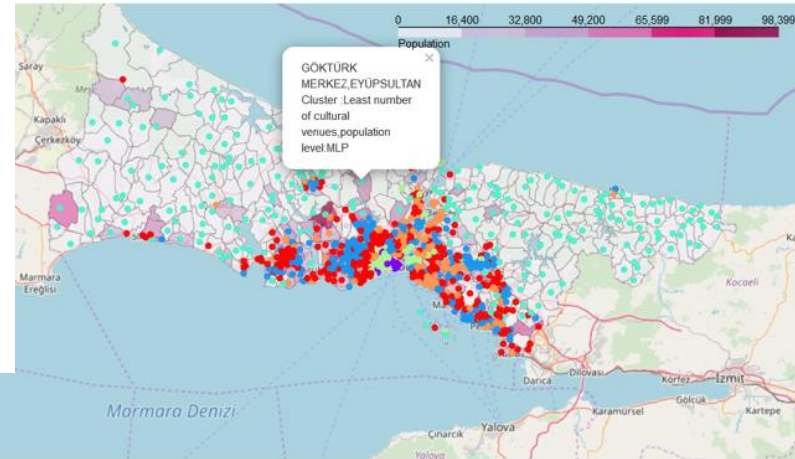 0 16,400 32,800 49,200 65,599 81,999 98,399
Population
Saray
Kapaklı
Çerkezköy
GÖKTÜRK
MERKEZ,EYÜPSULTAN
Cluster :Least number
of cultural
venues,population
level:MLP
×
Marmara
Ereğlisi
Kocaeli
Darıca
Dilovası
Körfez
İzmit
Gölcük
Kartepe
Karamürsel
Marmara Denizi
Yalova
Çınarcık
Yalova